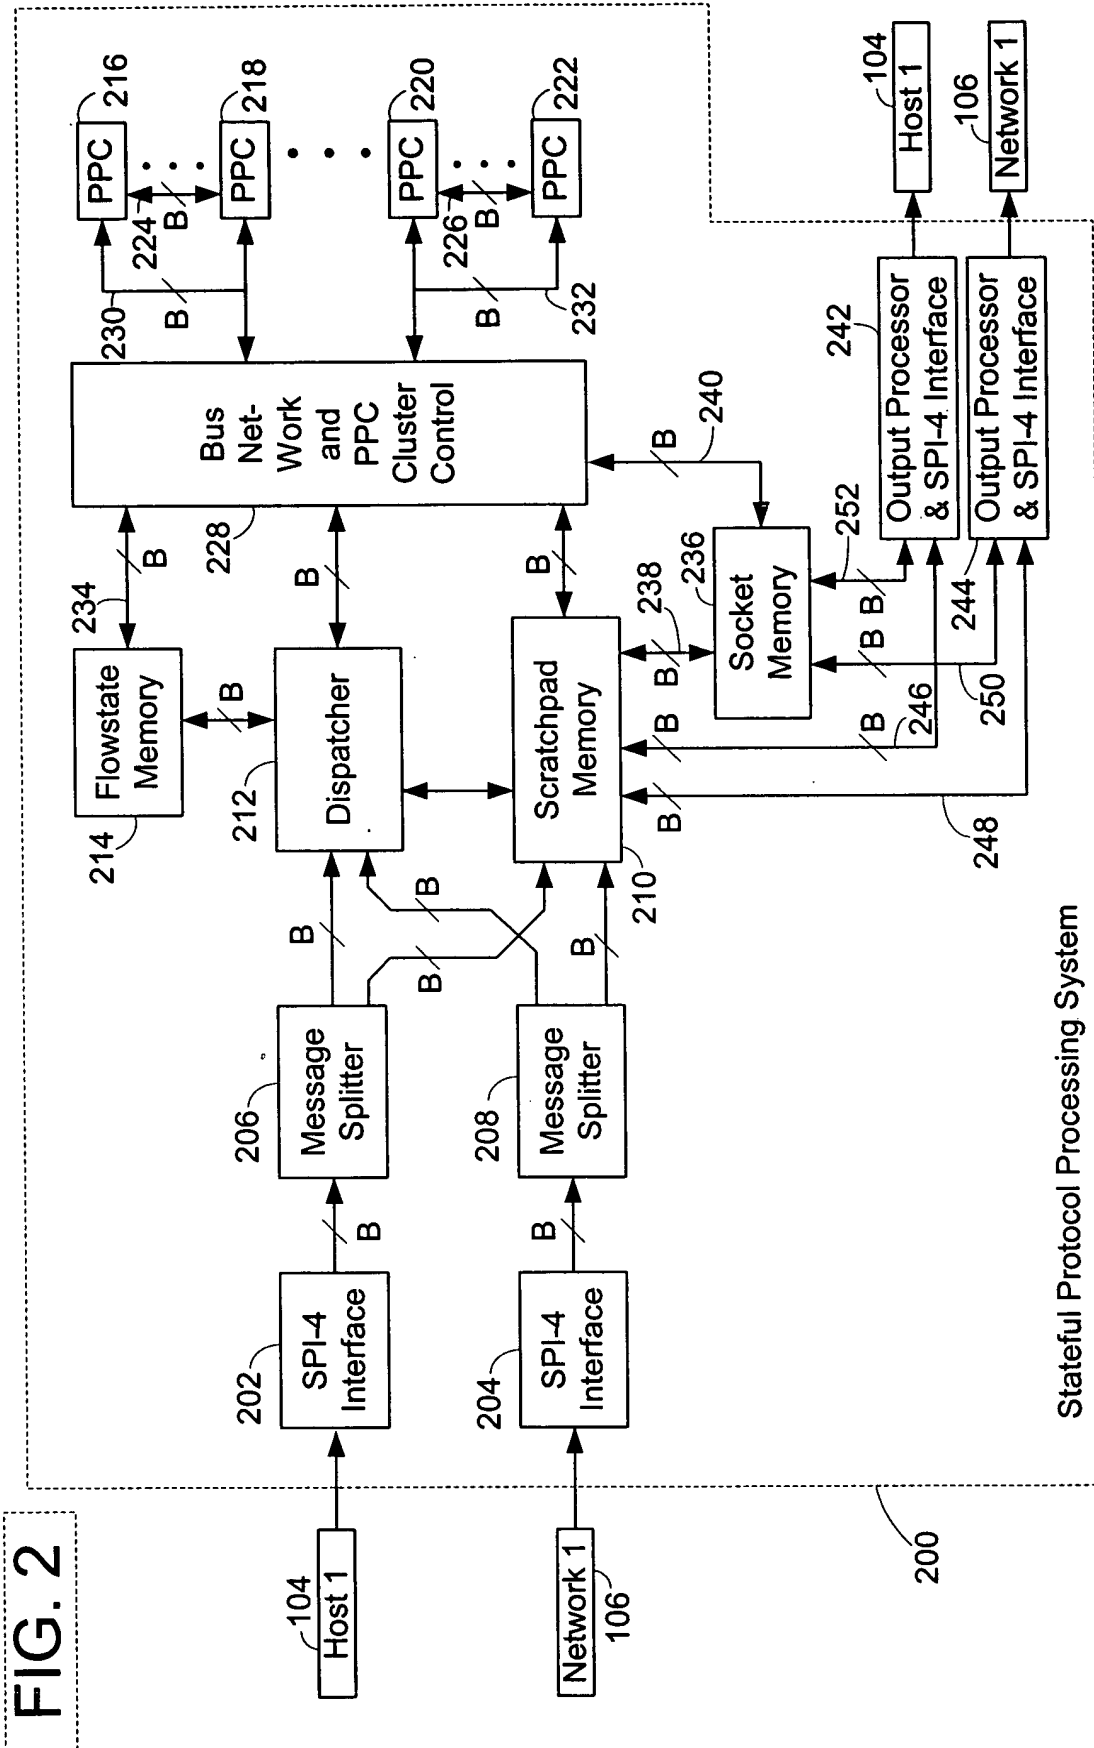 FIG. 2
104
Host 1
Network 1
106
200
202
SPI-4
Interface
204
SPI-4
Interface
B
B
206
Message
Splitter
208
Message
Splitter
B
B
B
B
214
Flowstate
Memory
234
B
B
212
Dispatcher
B
210
Scratchpad
Memory
B
228
Bus
Net-
Work
and
PPC
Cluster
Control
230
B
224
B
PPC
216
PPC
218
PPC
220
PPC
222
226
B
B
232
B
238
236
Socket
Memory
B
240
B
B
B
252
B
250
B
246
248
242
Output Processor
& SPI-4 Interface
244
Output Processor
& SPI-4 Interface
104
Host 1
106
Network 1
Stateful Protocol Processing System